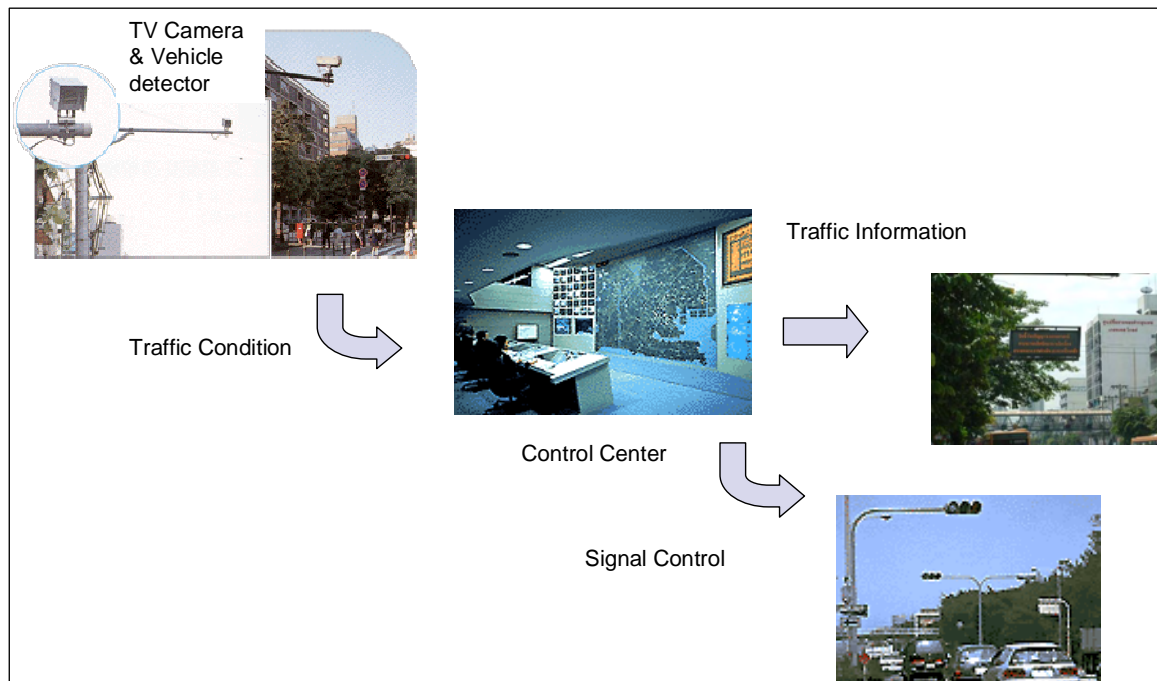 TV Camera
& Vehicle
detector
Traffic Information
Traffic Condition
Control Center
Signal Control